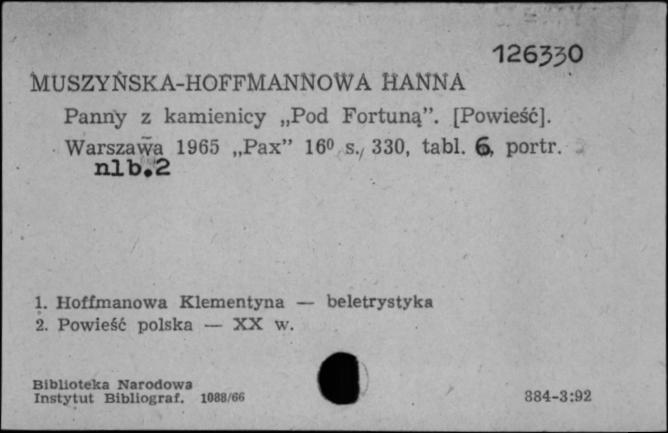 126330
MUSZYŃSKA-HOFFMANNOWA HANNA
Panny z kamienicy „Pod Fortuną”. [Powieść].
Warszawa 1965 „Pax” 16⁰ s., 330, tabl. 6, portr.
nlb.2
1. Hoffmanowa Klementyna — beletrystyka
2. Powieść polska — XX w.
Biblioteka Narodowa
Instytut Bibliograf. 1088/66
884-3:92